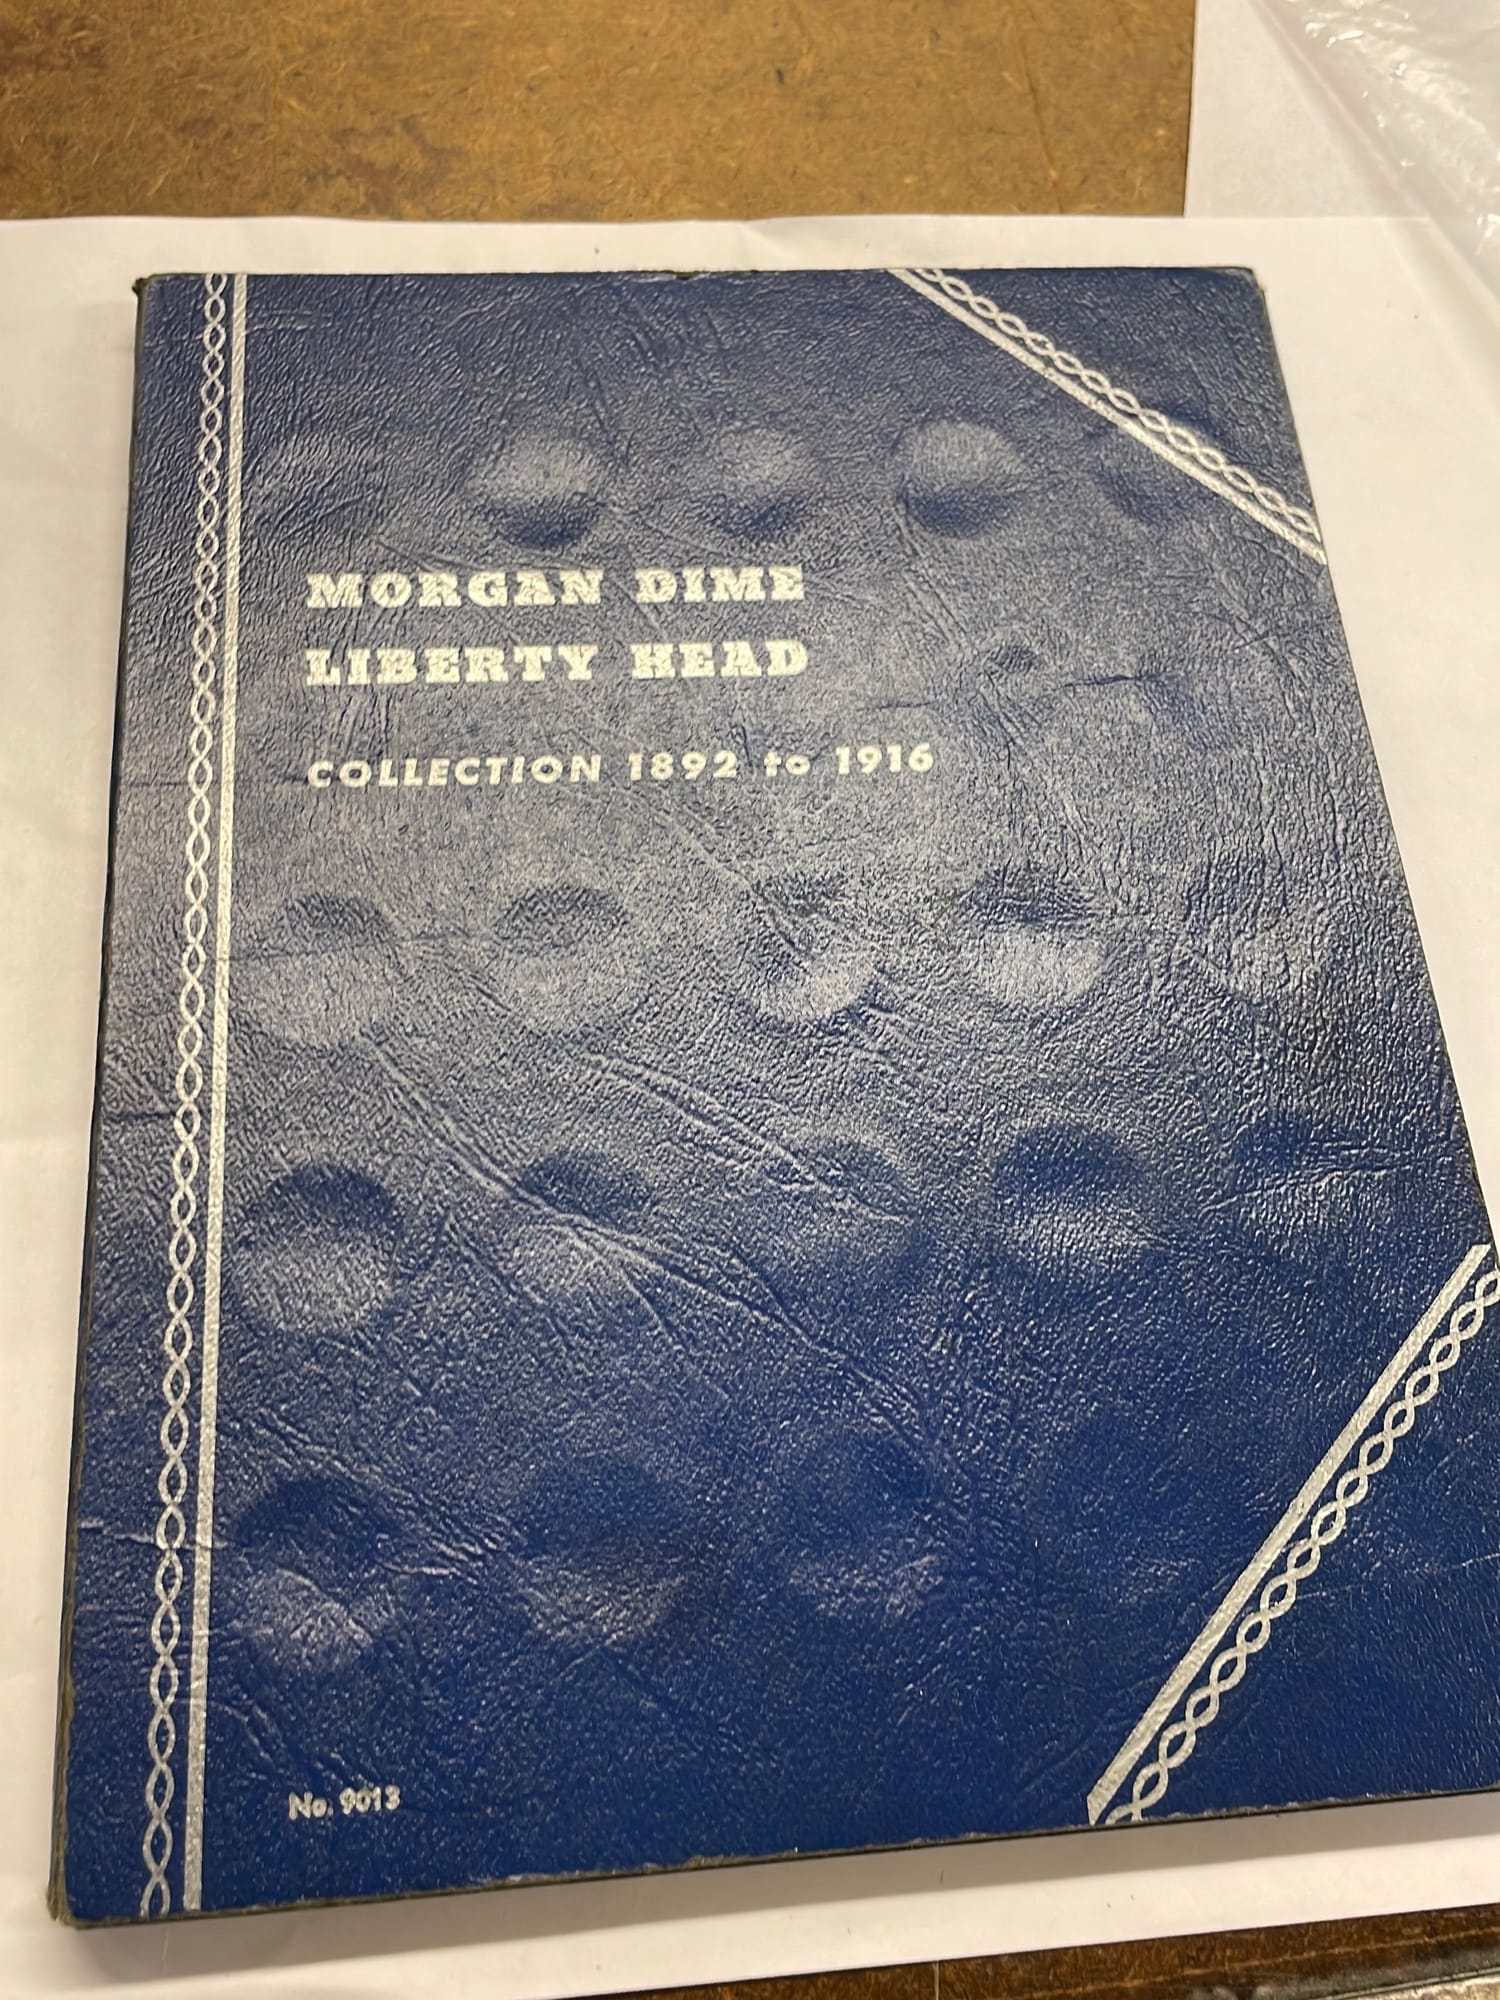 MORGAN DIME
LIBERTY HEAD
COLLECTION 1892 to 1916
No. 9013